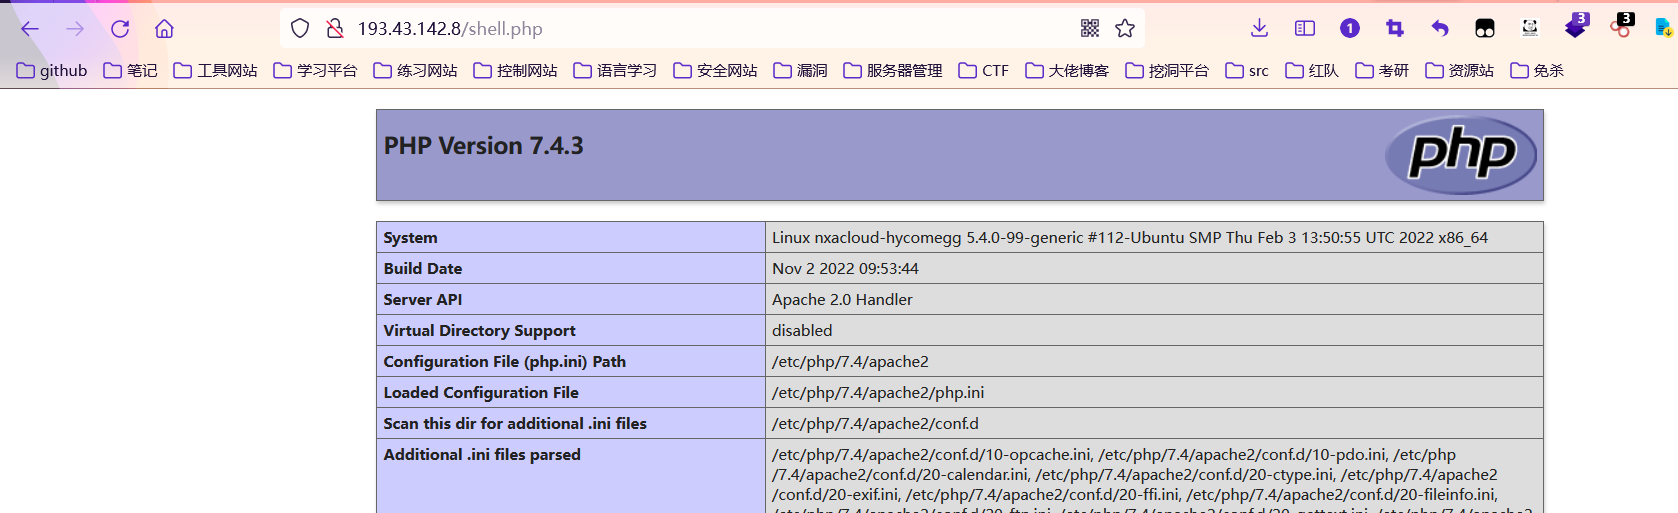 193.43.142.8/shell.php
1
3
3
github 笔记 工具网站 学习平台 练习网站 控制网站 语言学习 安全网站 漏洞 服务器管理 CTF 大佬博客 挖洞平台 src 红队 考研 资源站 免杀
PHP Version 7.4.3
php
System Linux nxacloud-hycomegg 5.4.0-99-generic #112-Ubuntu SMP Thu Feb 3 13:50:55 UTC 2022 x86_64
Build Date Nov 2 2022 09:53:44
Server API Apache 2.0 Handler
Virtual Directory Support disabled
Configuration File (php.ini) Path /etc/php/7.4/apache2
Loaded Configuration File /etc/php/7.4/apache2/php.ini
Scan this dir for additional .ini files /etc/php/7.4/apache2/conf.d
Additional .ini files parsed /etc/php/7.4/apache2/conf.d/10-opcache.ini, /etc/php/7.4/apache2/conf.d/10-pdo.ini, /etc/php
/7.4/apache2/conf.d/20-calendar.ini, /etc/php/7.4/apache2/conf.d/20-ctype.ini, /etc/php/7.4/apache2
/conf.d/20-exif.ini, /etc/php/7.4/apache2/conf.d/20-ffi.ini, /etc/php/7.4/apache2/conf.d/20-fileinfo.ini,